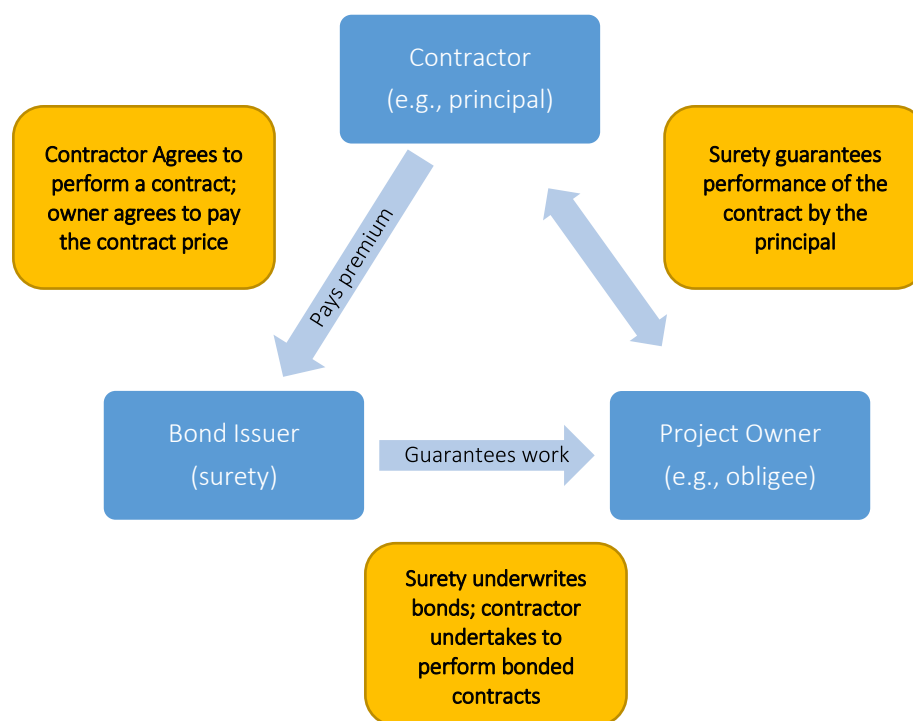 Contractor
(e.g., principal)
Contractor Agrees to
perform a contract;
owner agrees to pay
the contract price
Surety guarantees
performance of the
contract by the
principal
Pays premium
Bond Issuer
(surety)
Guarantees work
Project Owner
(e.g., obligee)
Surety underwrites
bonds; contractor
undertakes to
perform bonded
contracts